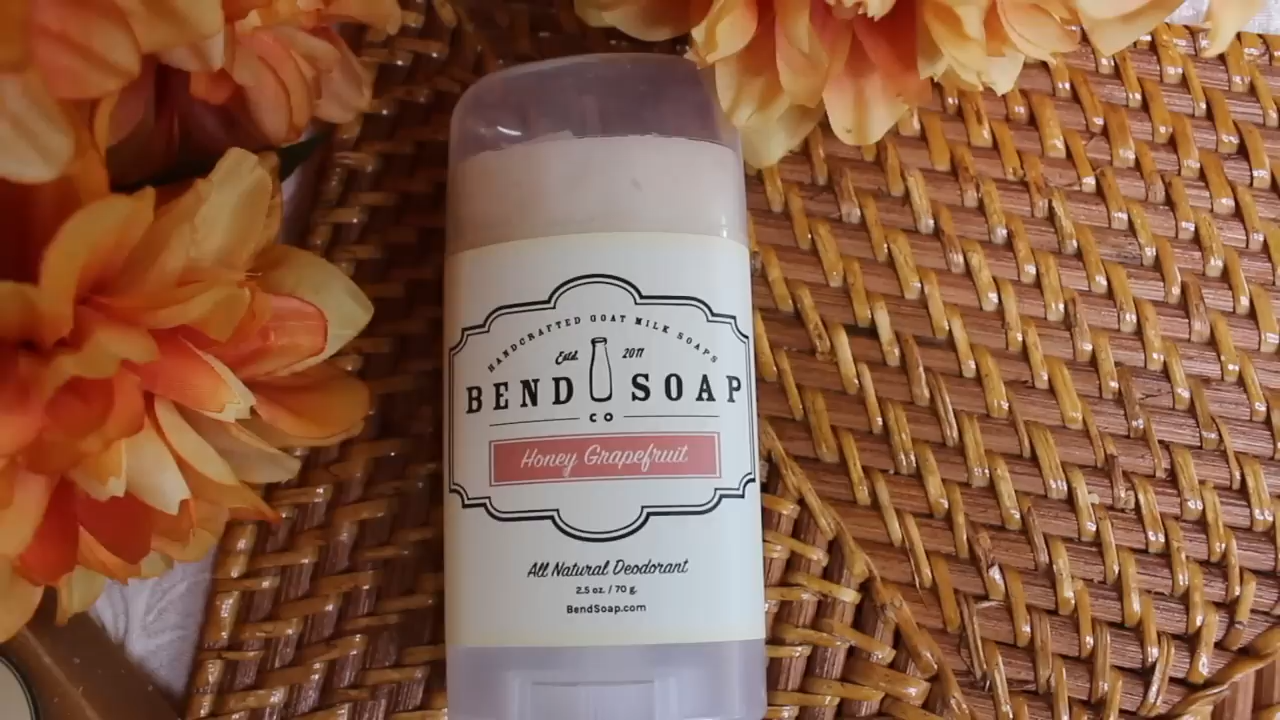 HANDCRAFTED GOAT MILK SOAPS
Estd. 2011
BEND SOAP
CO
Honey Grapefruit
All Natural Deodorant
2.5 oz. / 70 g.
BendSoap.com